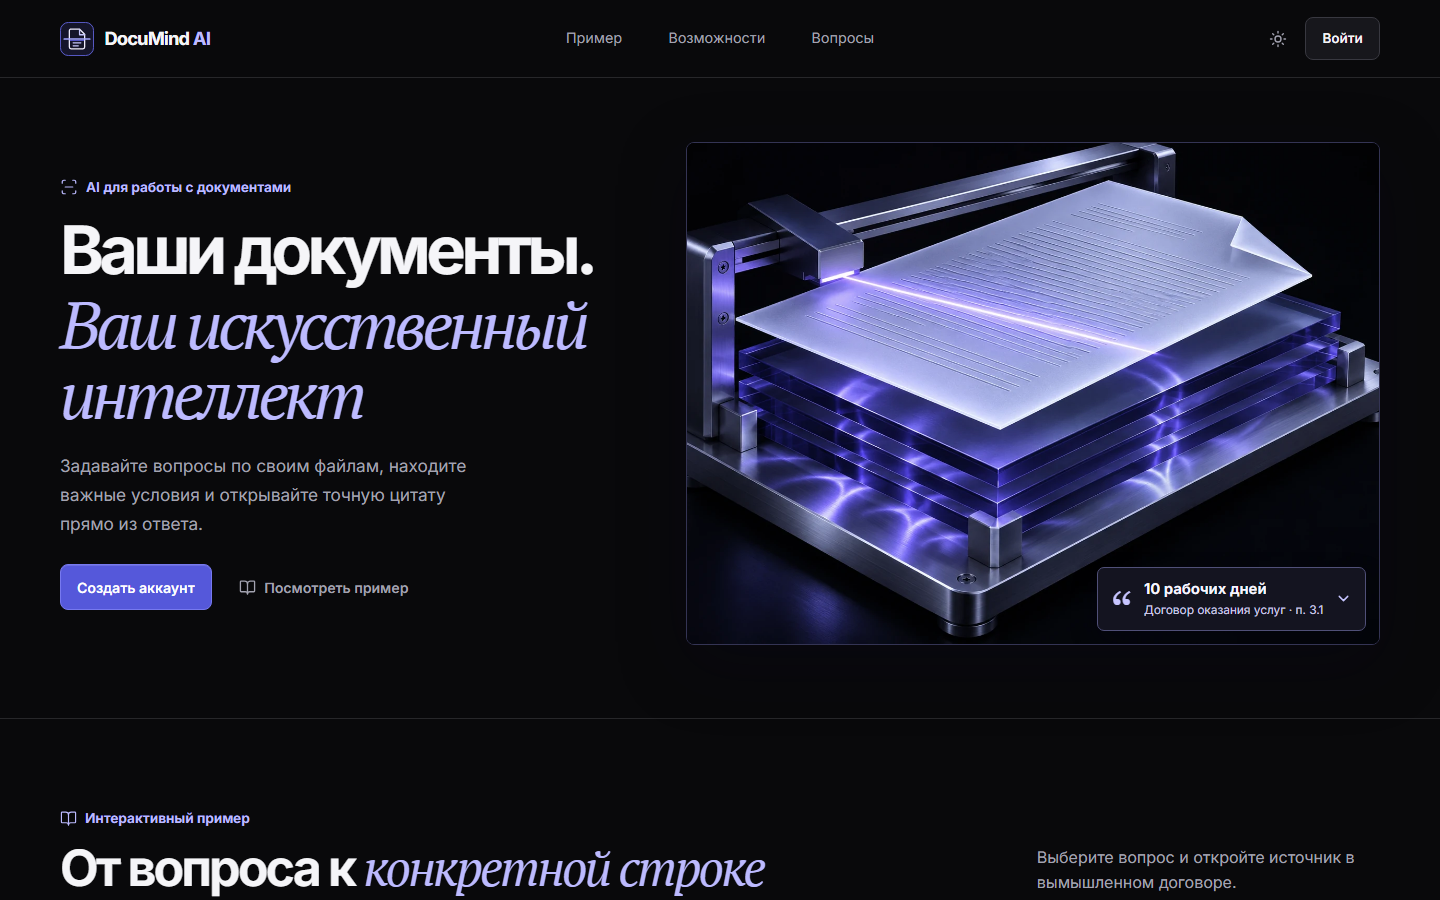 DocuMind AI
Пример
Возможности
Вопросы
Войти
AI для работы с документами
Ваши документы.
Ваш искусственный
интеллект
Задавайте вопросы по своим файлам, находите
важные условия и открывайте точную цитату
прямо из ответа.
Создать аккаунт
Посмотреть пример
10 рабочих дней
Договор оказания услуг · п. 3.1
Интерактивный пример
От вопроса к конкретной строке
Выберите вопрос и откройте источник в
вымышленном договоре.